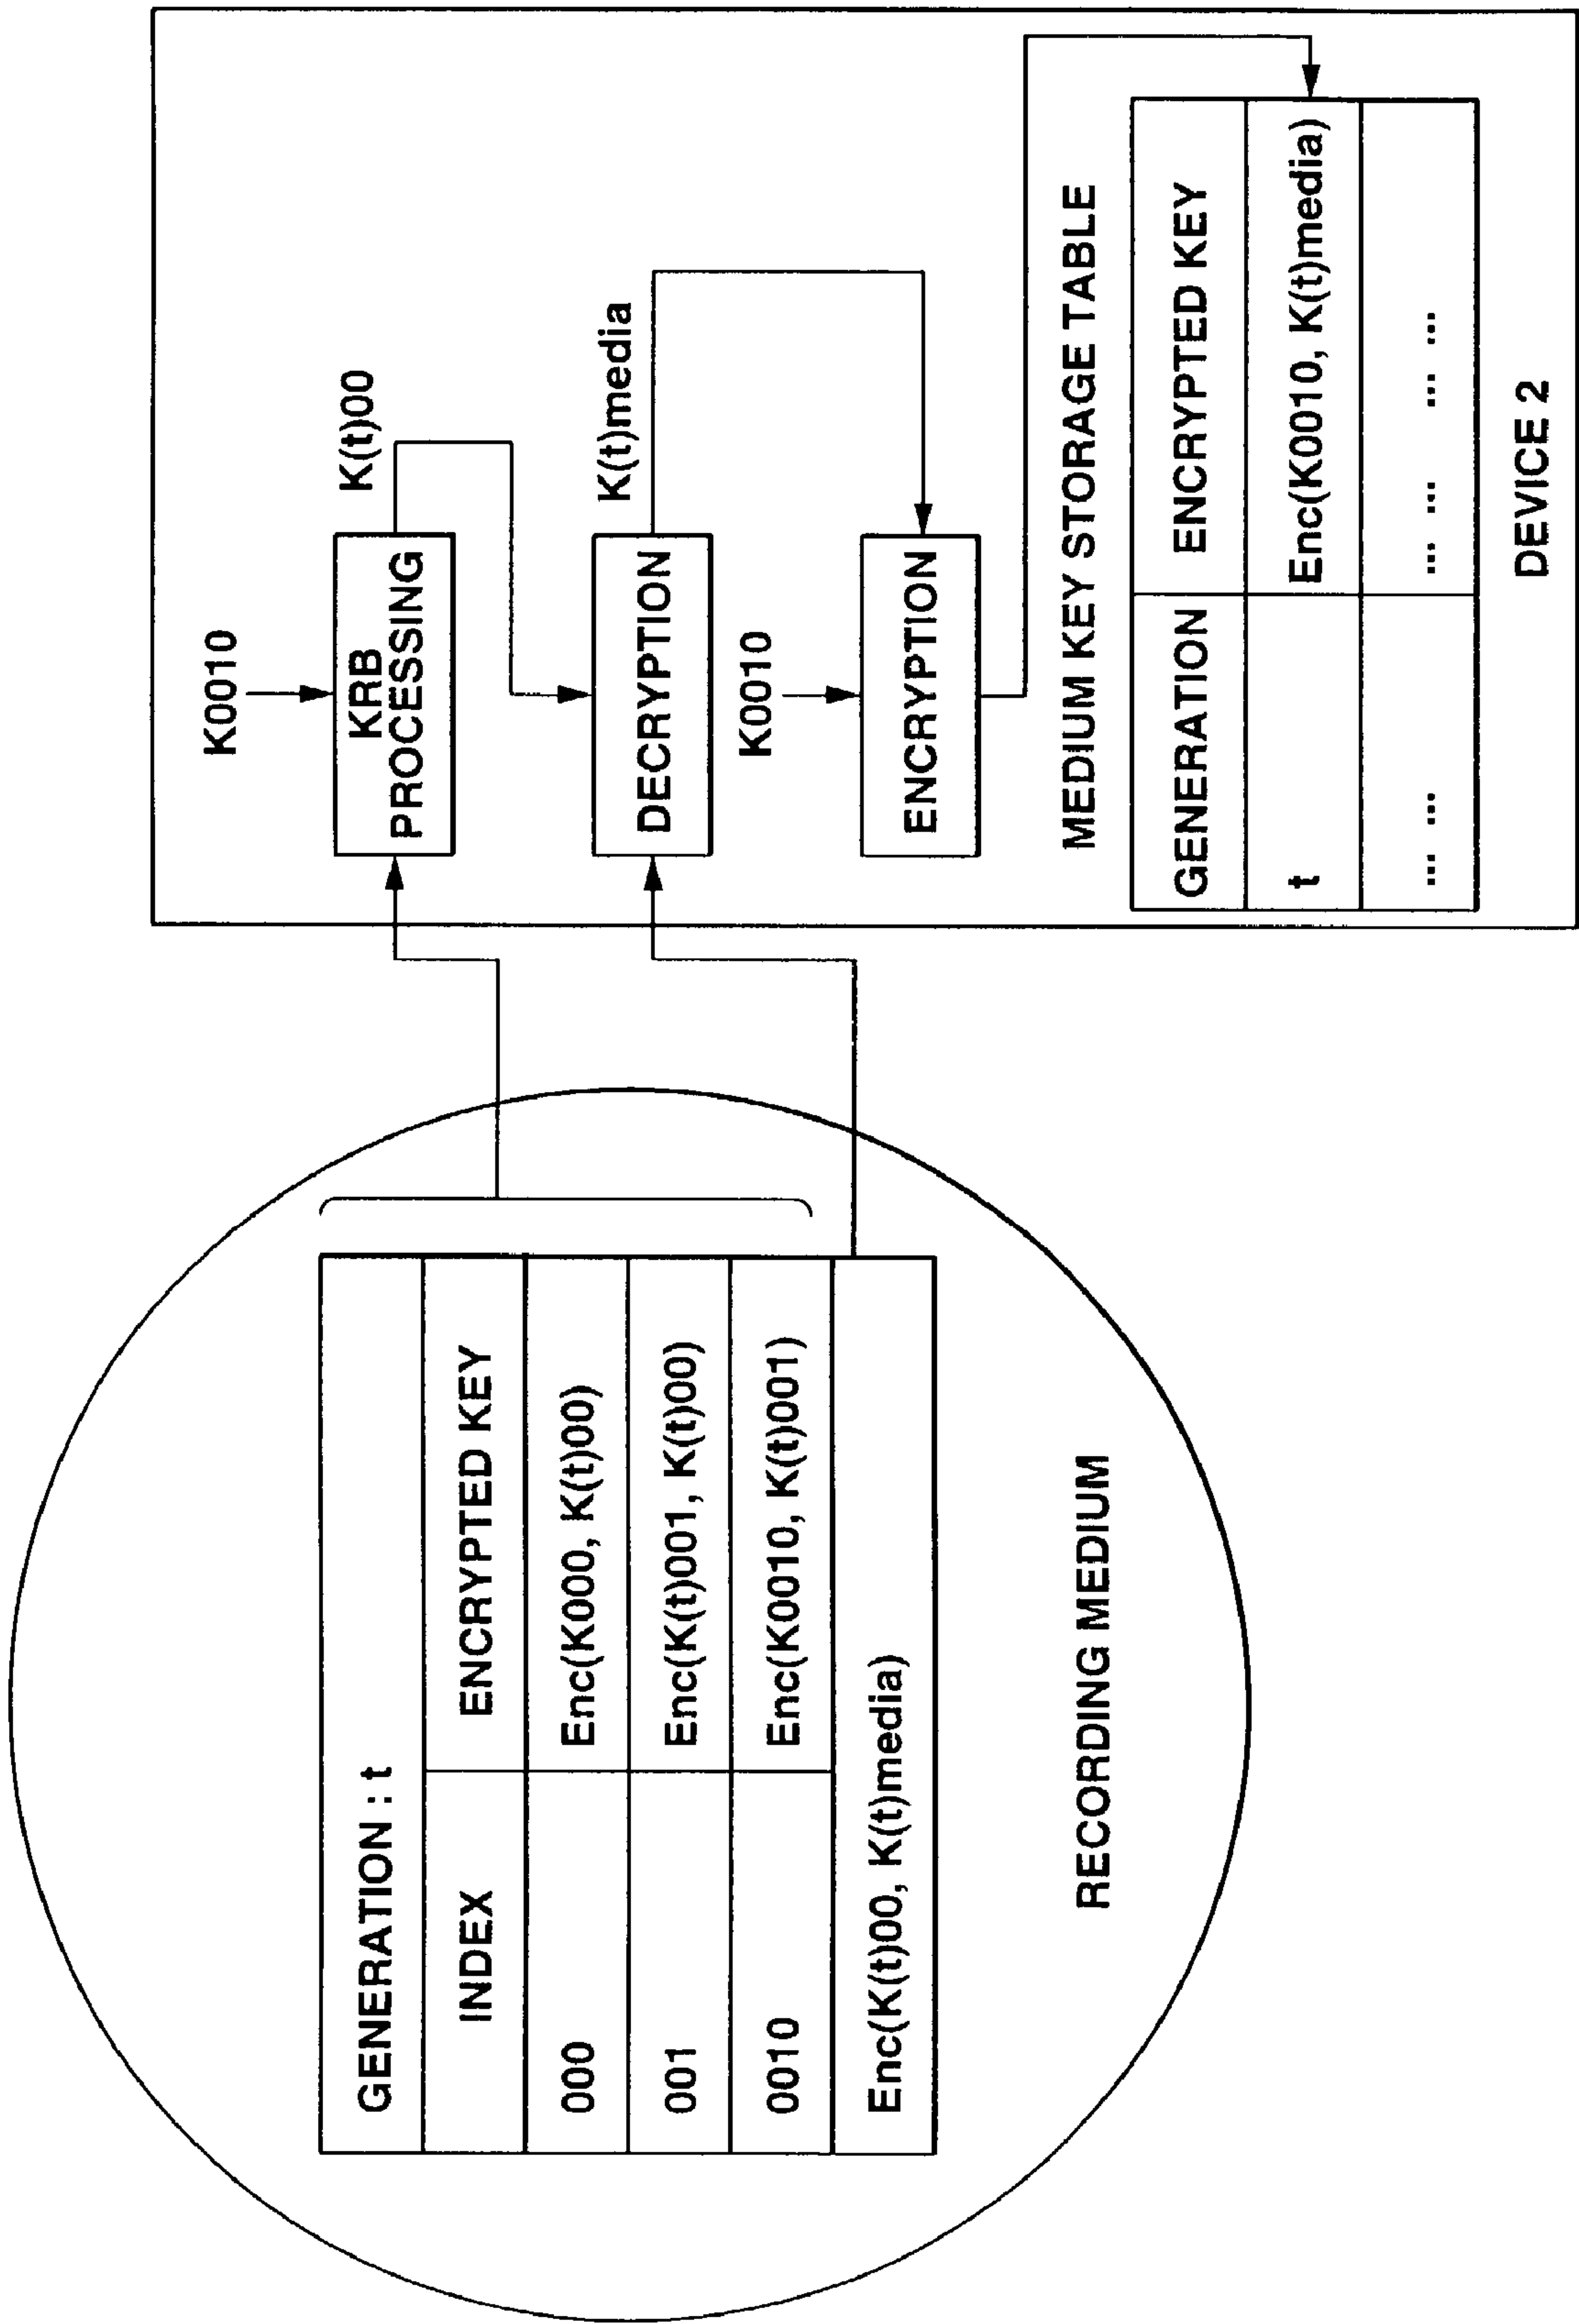 GENERATION : t
INDEX ENCRYPTED KEY
000 Enc(K000, K(t)00)
001 Enc(K(t)001, K(t)00)
0010 Enc(K0010, K(t)001)
Enc(K(t)00, K(t)media)
RECORDING MEDIUM
K0010
KRB
PROCESSING
K(t)00
DECRYPTION
K(t)media
K0010
ENCRYPTION
MEDIUM KEY STORAGE TABLE
GENERATION ENCRYPTED KEY
t Enc(K0010, K(t)media)
... ... ... ... ... ...
DEVICE 2